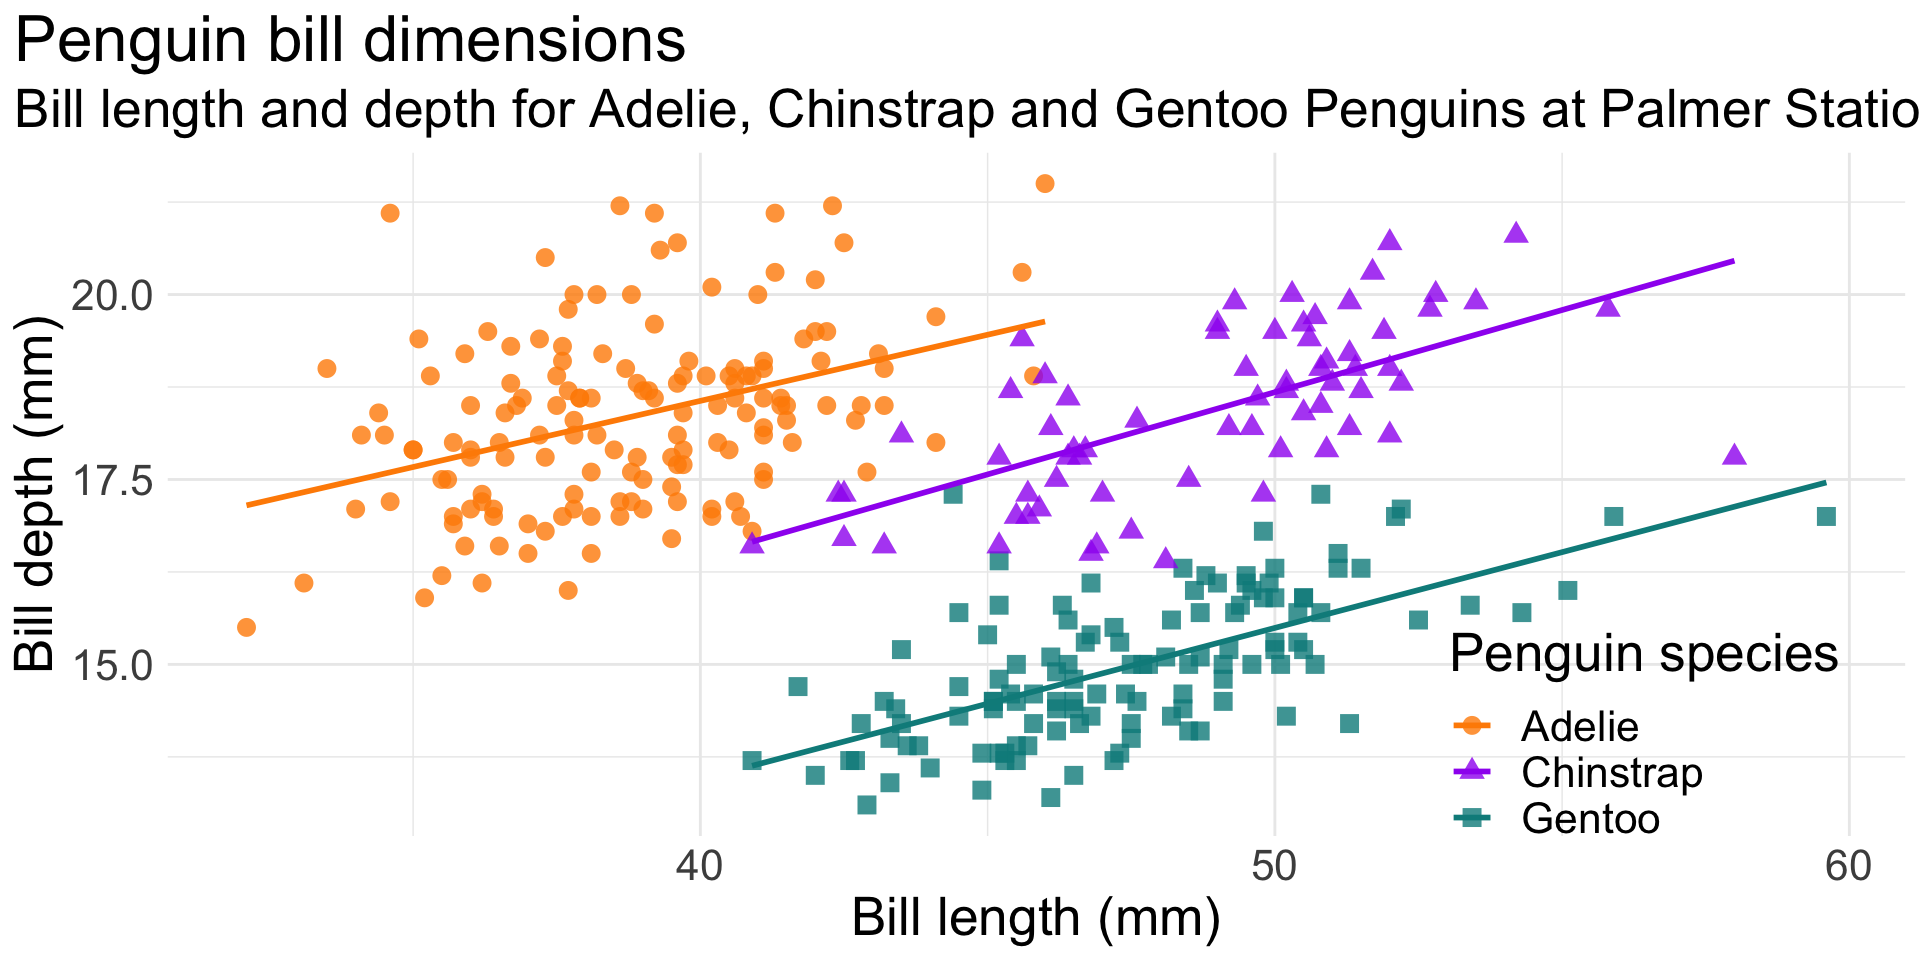 Penguin bill dimensions
Bill length and depth for Adelie, Chinstrap and Gentoo Penguins at Palmer Statio
Bill depth (mm)
20.0
17.5
15.0
Penguin species
Adelie
Chinstrap
Gentoo
40 50 60
Bill length (mm)